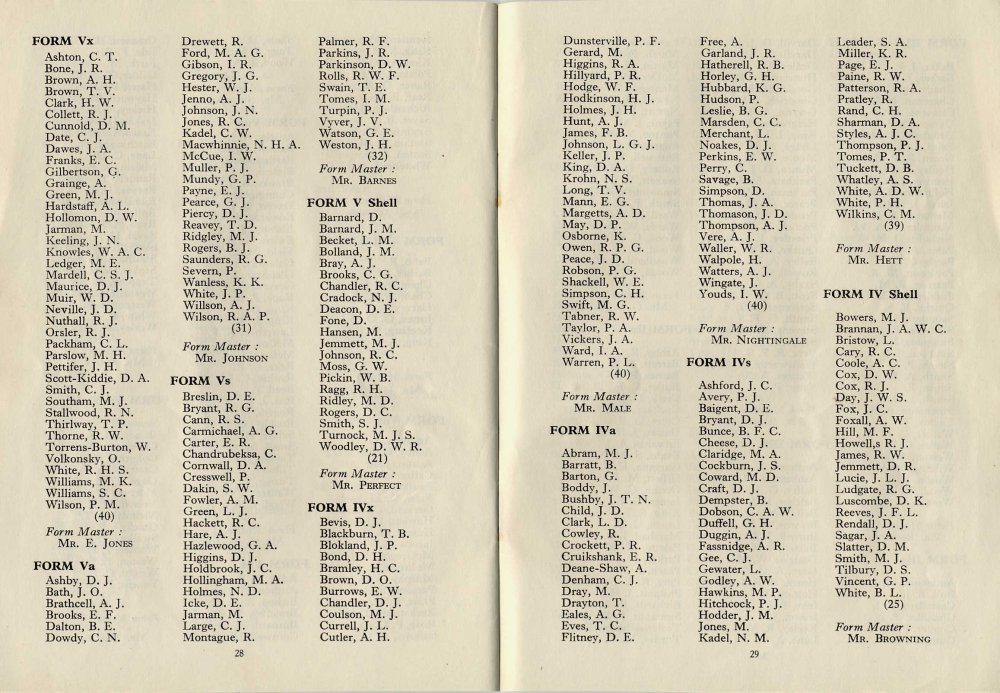 FORM Vx
Ashton, C. T.
Bone, J. R.
Brown, A. H.
Brown, T. V.
Clark, H. W.
Collett, R. J.
Cunnold, D. M.
Date, C. J.
Dawes, J. A.
Franks, E. C.
Gilbertson, G.
Grainge, A.
Green, M. J.
Hardstaff, A. L.
Hollomon, D. W.
Jarman, M.
Keeling, J. N.
Knowles, W. A. C.
Ledger, M. E.
Mardell, C. S. J.
Maurice, D. J.
Muir, W. D.
Neville, J. D.
Nuthall, R. J.
Orsler, R. J.
Packham, C. L.
Parslow, M. H.
Pettifer, J. H.
Scott-Kiddie, D. A.
Smith, C. J.
Southam, M. J.
Stallwood, R. N.
Thirlway, T. P.
Thorne, R. W.
Torrens-Burton, W.
Volkonsky, O.
White, R. H. S.
Williams, M. K.
Williams, S. C.
Wilson, P. M.
(40)
Form Master :
MR. E. JONES
FORM Va
Ashby, D. J.
Bath, J. O.
Brathcell, A. J.
Brooks, E. F.
Dalton, B. E.
Dowdy, C. N.
Drewett, R.
Ford, M. A. G.
Gibson, I. R.
Gregory, J. G.
Hester, W. J.
Jenno, A. J.
Johnson, J. N.
Jones, R. C.
Kadel, C. W.
Macwhinnie, N. H. A.
McCue, I. W.
Muller, P. J.
Mundy, G. P.
Payne, E. J.
Pearce, G. J.
Piercy, D. J.
Reavey, T. D.
Ridgley, M. J.
Rogers, B. J.
Saunders, R. G.
Severn, P.
Wanless, K. K.
White, J. P.
Willson, A. J.
Wilson, R. A. P.
(31)
Form Master :
MR. JOHNSON
FORM Vs
Breslin, D. E.
Bryant, R. G.
Cann, R. S.
Carmichael, A. G.
Carter, E. R.
Chandrubeksa, C.
Cornwall, D. A.
Cresswell, P.
Dakin, S. W.
Fowler, A. M.
Green, L. J.
Hackett, R. C.
Hare, A. J.
Hazlewood, G. A.
Higgins, D. J.
Holdbrook, J. C.
Hollingham, M. A.
Holmes, N. D.
Icke, D. E.
Jarman, M.
Large, C. J.
Montague, R.
Palmer, R. F.
Parkins, J. R.
Parkinson, D. W.
Rolls, R. W. F.
Swain, T. E.
Tomes, I. M.
Turpin, P. J.
Vyver, J. V.
Watson, G. E.
Weston, J. H.
(32)
Form Master :
MR. BARNES
FORM V Shell
Barnard, D.
Barnard, J. M.
Becket, L. M.
Bolland, J. M.
Bray, A. J.
Brooks, C. G.
Chandler, R. C.
Cradock, N. J.
Deacon, D. E.
Fone, D.
Hansen, M.
Jemmett, M. J.
Johnson, R. C.
Moss, G. W.
Pickin, W. B.
Ragg, R. H.
Ridley, M. D.
Rogers, D. C.
Smith, S. J.
Turnock, M. J. S.
Woodley, D. W. R.
(21)
Form Master :
MR. PERFECT
FORM IVx
Bevis, D. J.
Blackburn, T. B.
Blokland, J. P.
Bond, D. H.
Bramley, H. C.
Brown, D. O.
Burrows, E. W.
Chandler, D. J.
Coulson, M. J.
Currell, J. L.
Cutler, A. H.
28
Dunsterville, P. F.
Gerard, M.
Higgins, R. A.
Hillyard, P. R.
Hodge, W. F.
Hodkinson, H. J.
Holmes, J. H.
Hunt, A. J.
James, F. B.
Johnson, L. G. J.
Keller, J. P.
King, D. A.
Krohn, N. S.
Long, T. V.
Mann, E. G.
Margetts, A. D.
May, D. P.
Osborne, K.
Owen, R. P. G.
Peace, J. D.
Robson, P. G.
Shackell, W. E.
Simpson, C. H.
Swift, M. G.
Tabner, R. W.
Taylor, P. A.
Vickers, J. A.
Ward, I. A.
Warren, P. L.
(40)
Form Master :
MR. MALE
FORM IVa
Abram, M. J.
Barratt, B.
Barton, G.
Boddy, J.
Bushby, J. T. N.
Child, J. D.
Clark, L. D.
Cowley, R.
Crockett, P. R.
Cruikshank, E. R.
Deane-Shaw, A.
Denham, C. J.
Dray, M.
Drayton, T.
Eales, A. G.
Eves, T. C.
Flitney, D. E.
Free, A.
Garland, J. R.
Hatherell, R. B.
Horley, G. H.
Hubbard, K. G.
Hudson, P.
Leslie, B. G.
Marsden, C. C.
Merchant, L.
Noakes, D. J.
Perkins, E. W.
Perry, C.
Savage, B.
Simpson, D.
Thomas, J. A.
Thomason, J. D.
Thompson, A. J.
Vere, A. J.
Waller, W. R.
Walpole, H.
Watters, A. J.
Wingate, J.
Youds, I. W.
(40)
Form Master :
MR. NIGHTINGALE
FORM IVs
Ashford, J. C.
Avery, P. J.
Baigent, D. E.
Bryant, D. J.
Bunce, B. F. C.
Cheese, D. J.
Claridge, M. A.
Cockburn, J. S.
Coward, M. D.
Craft, D. J.
Dempster, B.
Dobson, C. A. W.
Duffell, G. H.
Duggin, A. J.
Fassnidge, A. R.
Gee, C. J.
Gewater, L.
Godley, A. W.
Hawkins, M. P.
Hitchcock, P. J.
Hodder, J. M.
Jones, M.
Kadel, N. M.
Leader, S. A.
Miller, K. R.
Page, E. J.
Paine, R. W.
Patterson, R. A.
Pratley, R.
Rand, C. H.
Sharman, D. A.
Styles, A. J. C.
Thompson, P. J.
Tomes, P. T.
Tuckett, D. B.
Whatley, A. S.
White, A. D. W.
White, P. H.
Wilkins, C. M.
(39)
Form Master :
MR. HETT
FORM IV Shell
Bowers, M. J.
Brannan, J. A. W. C.
Bristow, L.
Cary, R. C.
Coole, A. C.
Cox, D. W.
Cox, R. J.
Day, J. W. S.
Fox, J. C.
Foxall, A. W.
Hill, M. F.
Howell,s R. J.
James, R. W.
Jemmett, D. R.
Lucie, J. L. J.
Ludgate, R. G.
Luscombe, D. K.
Reeves, J. F. L.
Rendall, D. J.
Sagar, J. A.
Slatter, D. M.
Smith, M. J.
Tilbury, D. S.
Vincent, G. P.
White, B. L.
(25)
Form Master :
MR. BROWNING
29